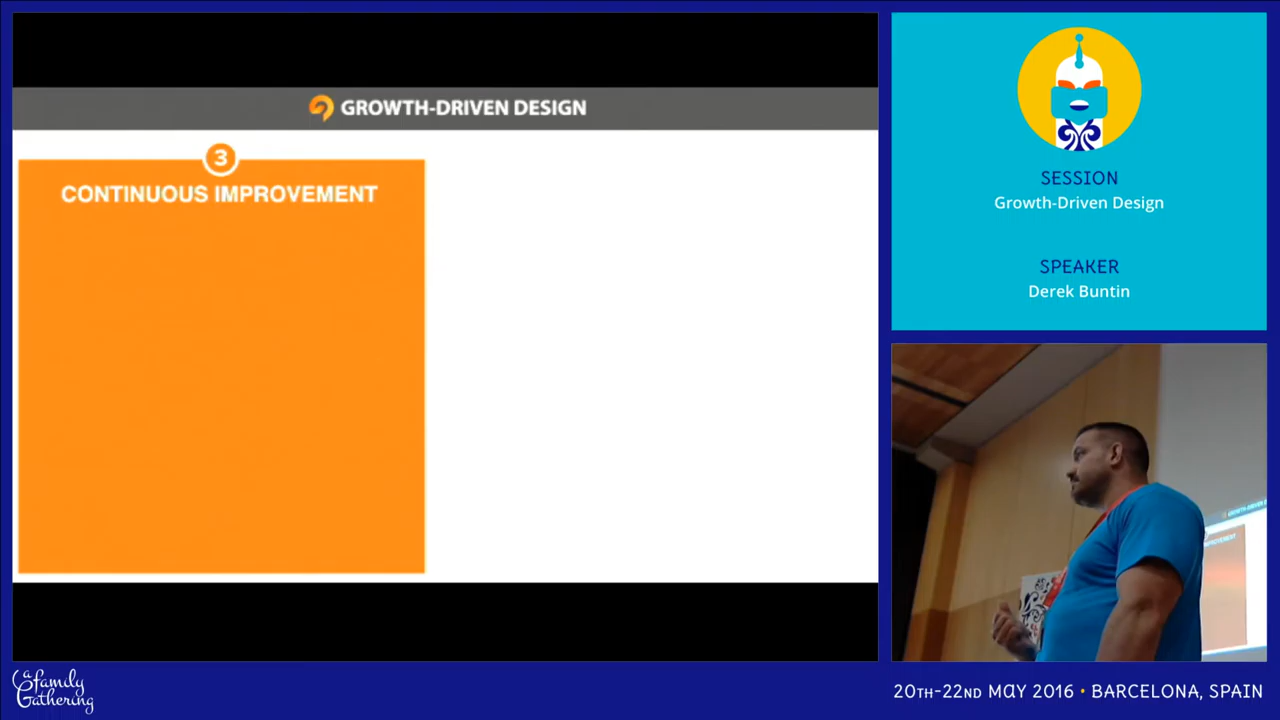 GROWTH-DRIVEN DESIGN
3
CONTINUOUS IMPROVEMENT
SESSION
Growth-Driven Design
SPEAKER
Derek Buntin
a family
Gathering
20TH-22ND MAY 2016 • BARCELONA, SPAIN